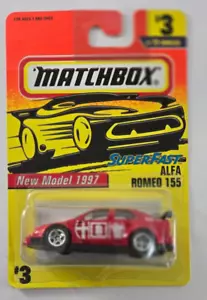 #3
MATCHBOX
SUPERFAST
New Model 1997
ALFA
ROMEO 155
#3